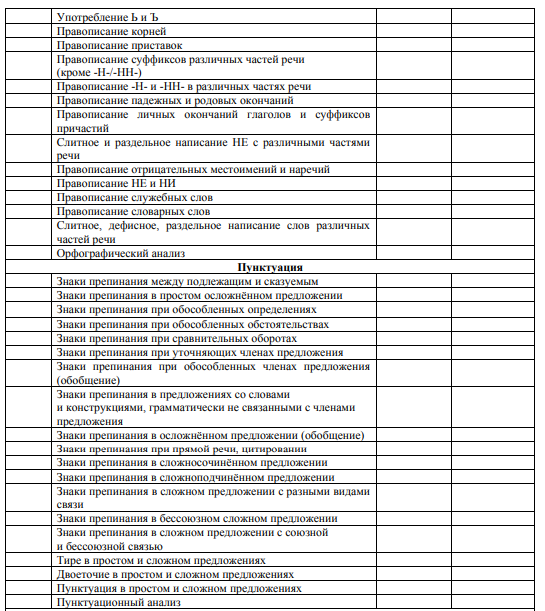 Употребление Ь и Ъ
Правописание корней
Правописание приставок
Правописание суффиксов различных частей речи
(кроме -Н-/-НН-)
Правописание -Н- и -НН- в различных частях речи
Правописание падежных и родовых окончаний
Правописание личных окончаний глаголов и суффиксов
причастий
Слитное и раздельное написание НЕ с различными частями
речи
Правописание отрицательных местоимений и наречий
Правописание НЕ и НИ
Правописание служебных слов
Правописание словарных слов
Слитное, дефисное, раздельное написание слов различных
частей речи
Орфографический анализ
Пунктуация
Знаки препинания между подлежащим и сказуемым
Знаки препинания в простом осложнённом предложении
Знаки препинания при обособленных определениях
Знаки препинания при обособленных обстоятельствах
Знаки препинания при сравнительных оборотах
Знаки препинания при уточняющих членах предложения
Знаки препинания при обособленных членах предложения
(обобщение)
Знаки препинания в предложениях со словами
и конструкциями, грамматически не связанными с членами
предложения
Знаки препинания в осложнённом предложении (обобщение)
Знаки препинания при прямой речи, цитировании
Знаки препинания в сложносочинённом предложении
Знаки препинания в сложноподчинённом предложении
Знаки препинания в сложном предложении с разными видами
связи
Знаки препинания в бессоюзном сложном предложении
Знаки препинания в сложном предложении с союзной
и бессоюзной связью
Тире в простом и сложном предложениях
Двоеточие в простом и сложном предложениях
Пунктуация в простом и сложном предложениях
Пунктуационный анализ